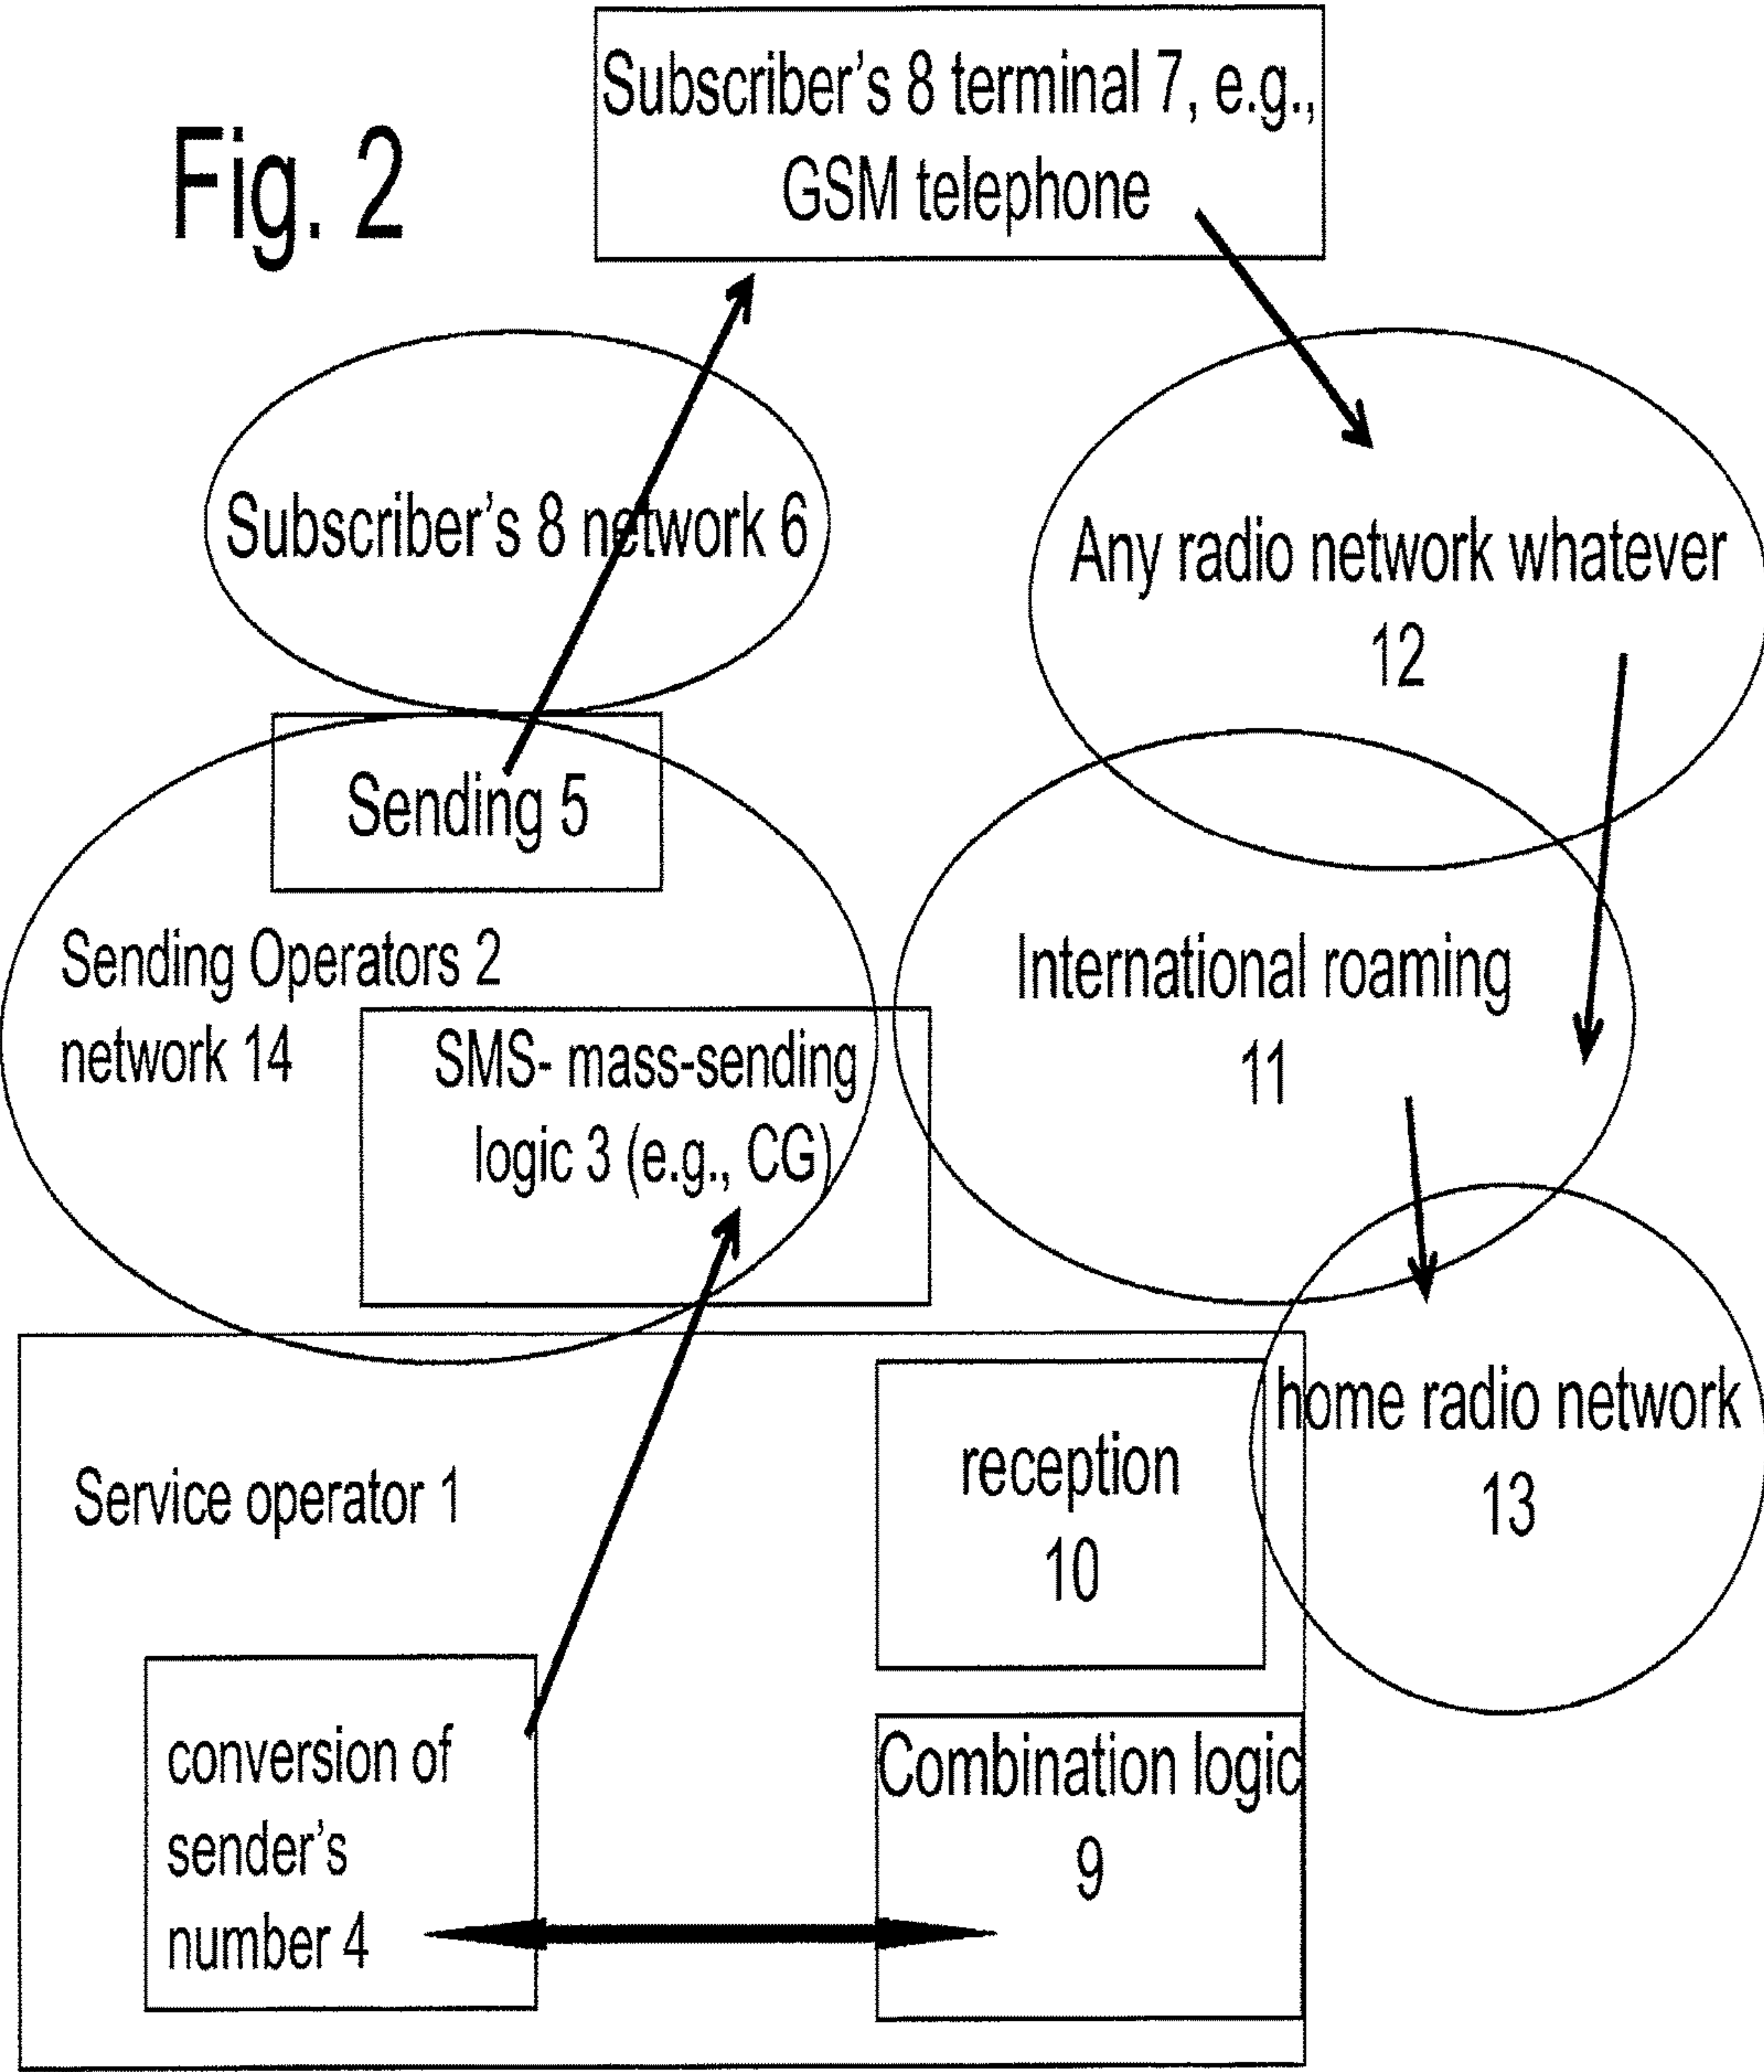 Fig. 2
Subscriber's 8 terminal 7, e.g.,
GSM telephone
Subscriber's 8 network 6
Any radio network whatever
12
Sending 5
Sending Operators 2
network 14
SMS- mass-sending
logic 3 (e.g., CG)
International roaming
11
home radio network
13
Service operator 1
reception
10
conversion of
sender's
number 4
Combination logic
9